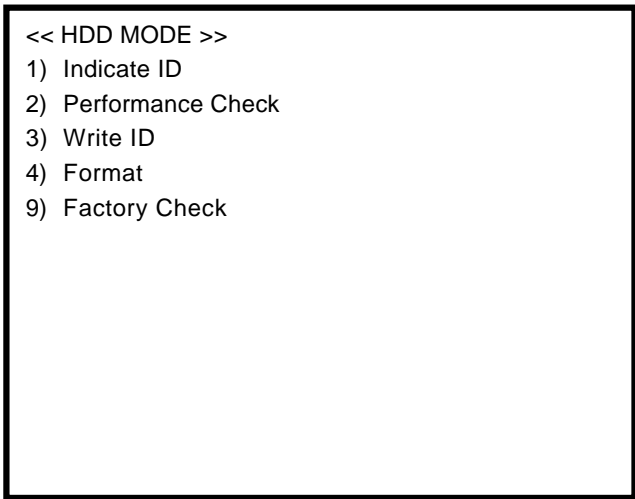 << HDD MODE >>
1) Indicate ID
2) Performance Check
3) Write ID
4) Format
9) Factory Check